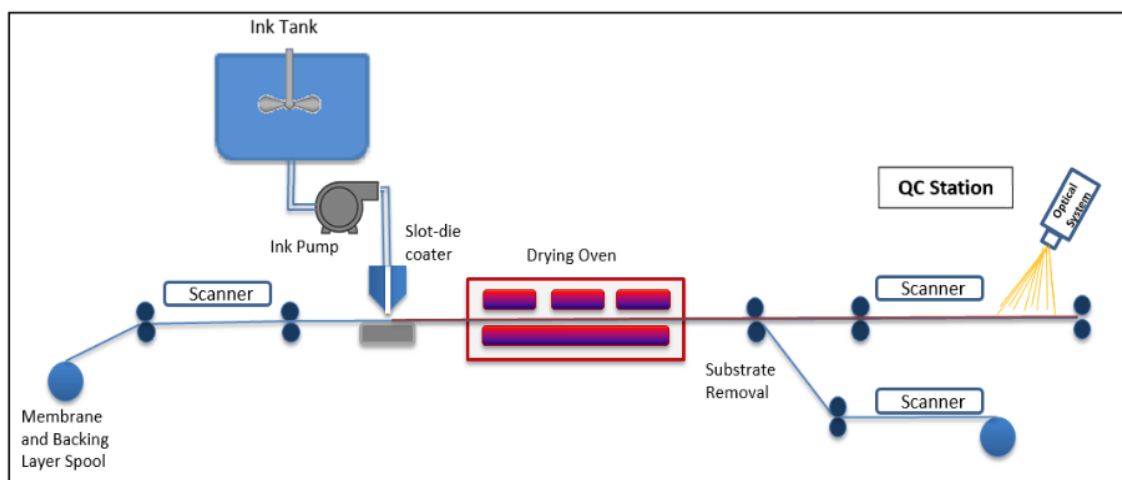 Ink Tank
QC Station
Optical
System
Slot-die
coater
Ink Pump
Drying Oven
Scanner
Scanner
Substrate
Removal
Scanner
Membrane
and Backing
Layer Spool